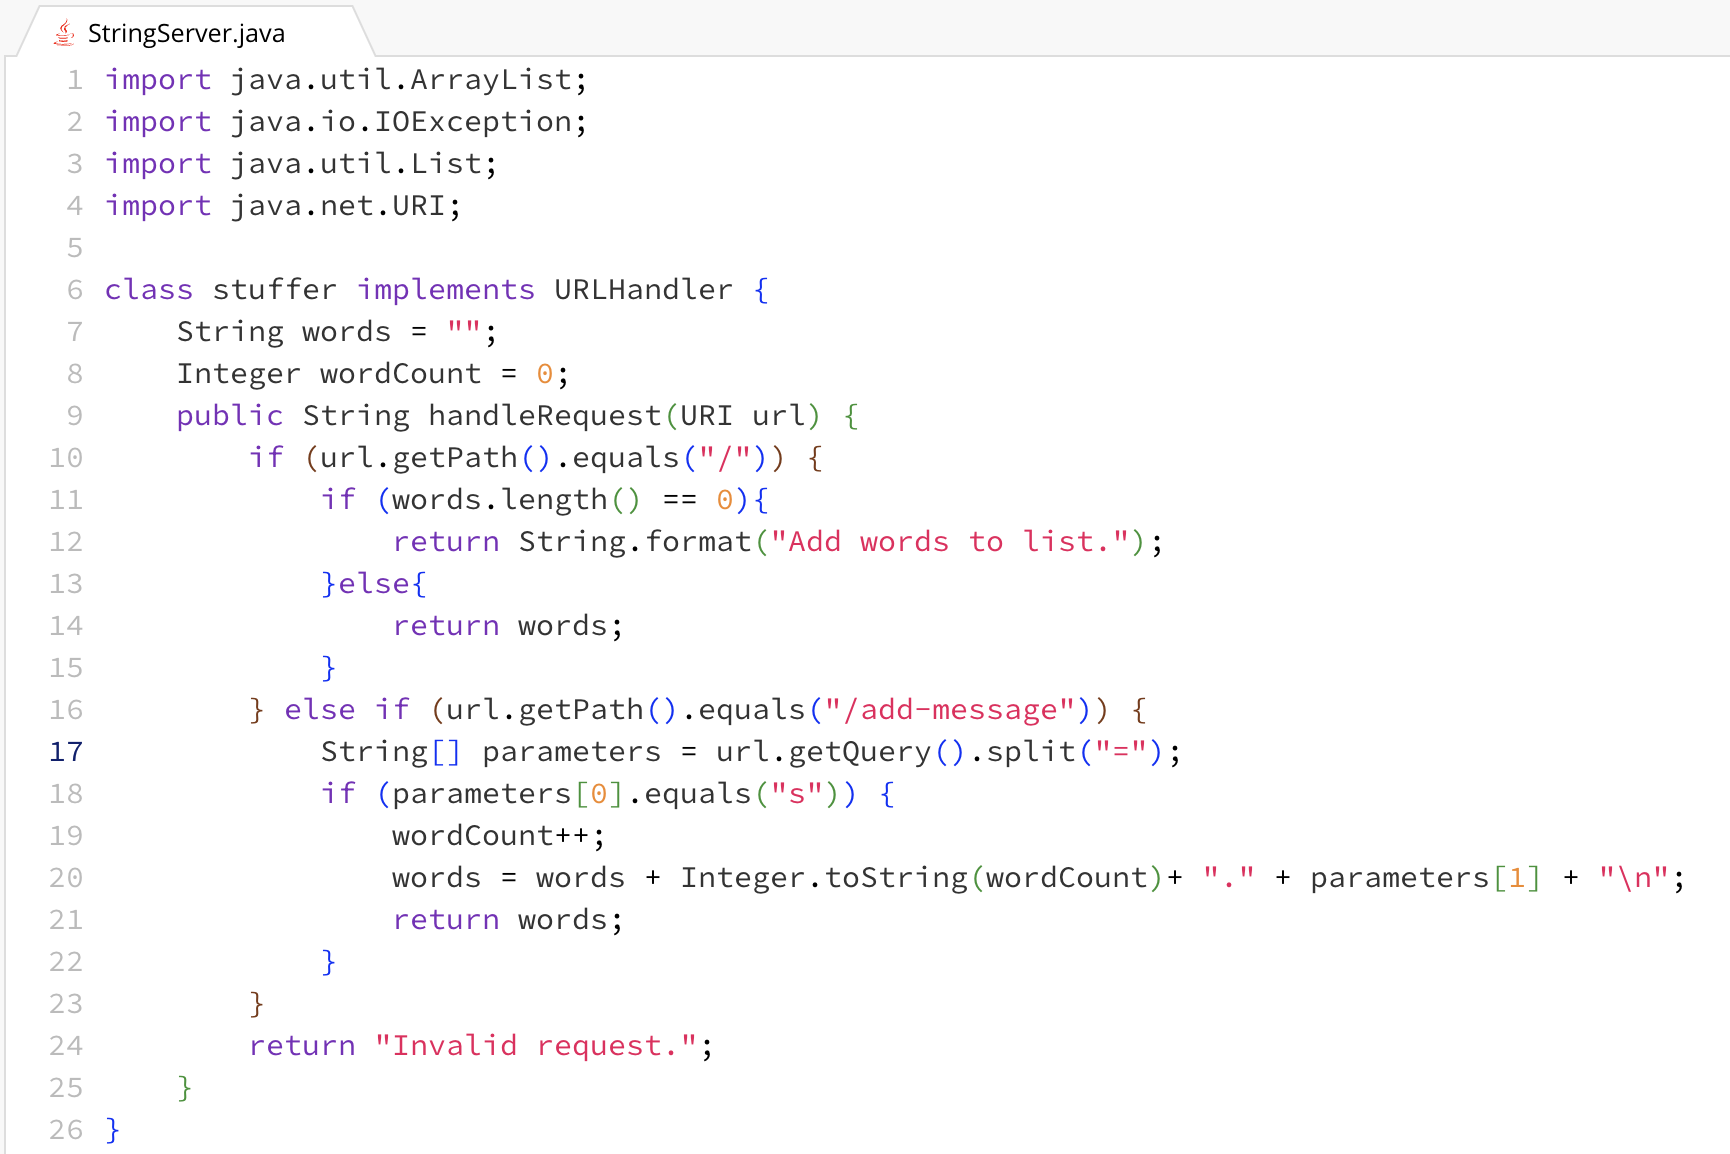 StringServer.java
1 import java.util.ArrayList;
2 import java.io.IOException;
3 import java.util.List;
4 import java.net.URI;
5
6 class stuffer implements URLHandler {
7     String words = "";
8     Integer wordCount = 0;
9     public String handleRequest(URI url) {
10         if (url.getPath().equals("/")) {
11             if (words.length() == 0){
12                 return String.format("Add words to list.");
13             }else{
14                 return words;
15             }
16         } else if (url.getPath().equals("/add-message")) {
17             String[] parameters = url.getQuery().split("=");
18             if (parameters[0].equals("s")) {
19                 wordCount++;
20                 words = words + Integer.toString(wordCount)+ "." + parameters[1] + "\n";
21                 return words;
22             }
23         }
24         return "Invalid request.";
25     }
26 }